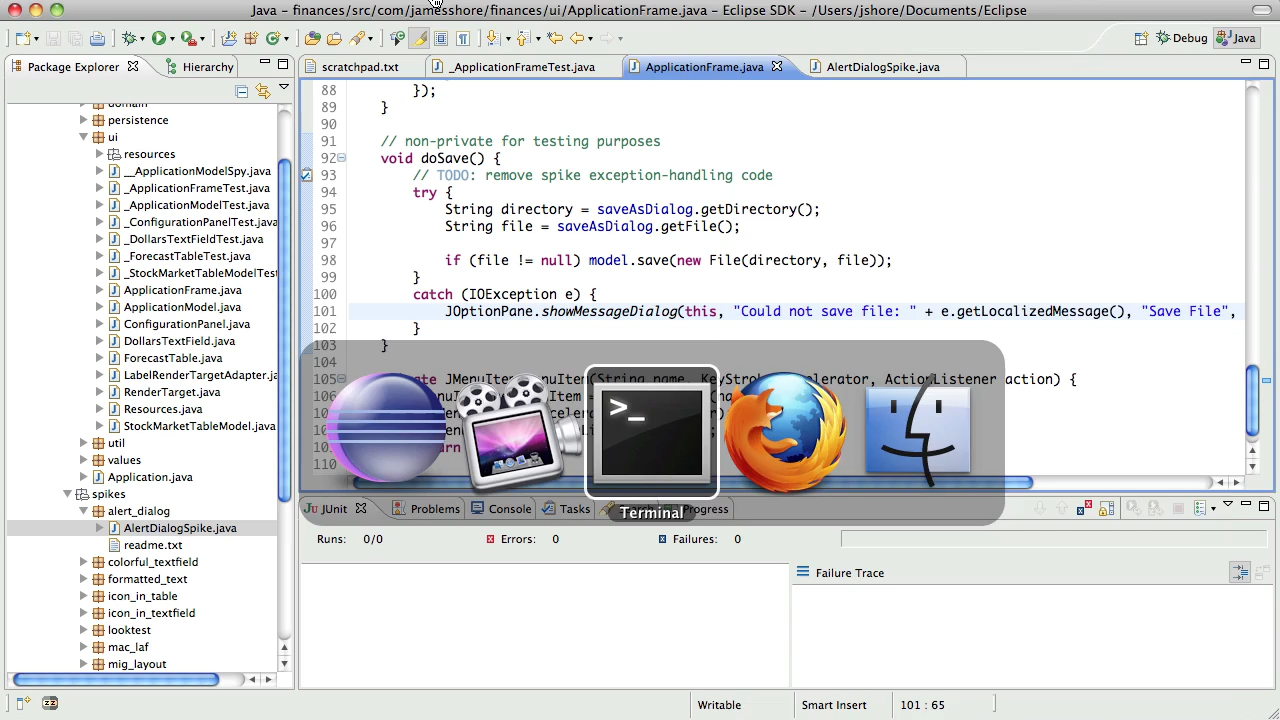 Java - finances/src/com/jamesshore/finances/ui/ApplicationFrame.java - Eclipse SDK - /Users/jshore/Documents/Eclipse
Debug
Java
Package Explorer
Hierarchy
scratchpad.txt
_ApplicationFrameTest.java
ApplicationFrame.java
AlertDialogSpike.java
domain
persistence
ui
resources
__ApplicationModelSpy.java
_ApplicationFrameTest.java
_ApplicationModelTest.java
_ConfigurationPanelTest.java
_DollarsTextFieldTest.java
_ForecastTableTest.java
_StockMarketTableModelTest
ApplicationFrame.java
ApplicationModel.java
ConfigurationPanel.java
DollarsTextField.java
ForecastTable.java
LabelRenderTargetAdapter.ja
RenderTarget.java
Resources.java
StockMarketTableModel.java
util
values
Application.java
spikes
alert_dialog
AlertDialogSpike.java
readme.txt
colorful_textfield
formatted_text
icon_in_table
icon_in_textfield
looktest
mac_laf
mig_layout
88 });
89 }
90
91 // non-private for testing purposes
92 void doSave() {
93 // TODO: remove spike exception-handling code
94 try {
95 String directory = saveAsDialog.getDirectory();
96 String file = saveAsDialog.getFile();
97
98 if (file != null) model.save(new File(directory, file));
99 }
100 catch (IOException e) {
101 JOptionPane.showMessageDialog(this, "Could not save file: " + e.getLocalizedMessage(), "Save File",
102 }
103 }
104
105 ActionListener action) {
110
Terminal
JUnit
Problems
Console
Tasks
Progress
Runs: 0/0
Errors: 0
Failures: 0
Failure Trace
Writable
Smart Insert
101 : 65